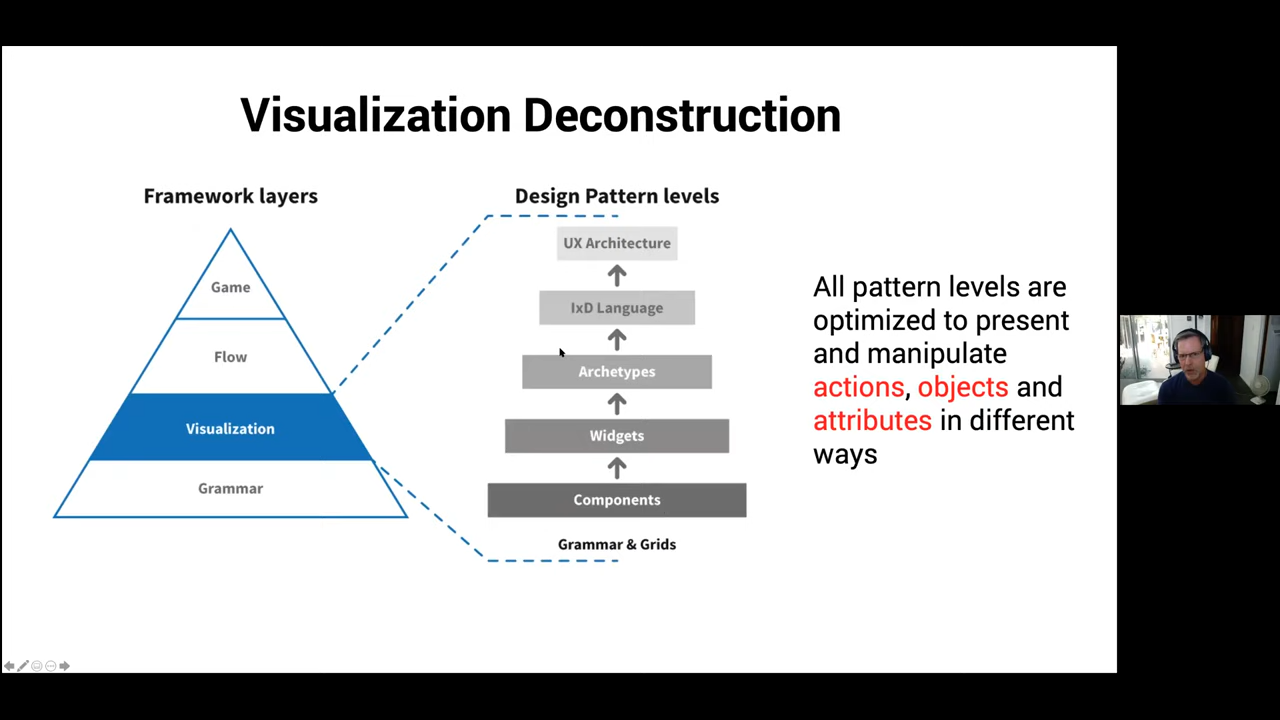 Visualization Deconstruction
Framework layers
Game
Flow
Visualization
Grammar
Design Pattern levels
UX Architecture
IxD Language
Archetypes
Widgets
Components
Grammar & Grids
All pattern levels are
optimized to present
and manipulate
actions, objects and
attributes in different
ways